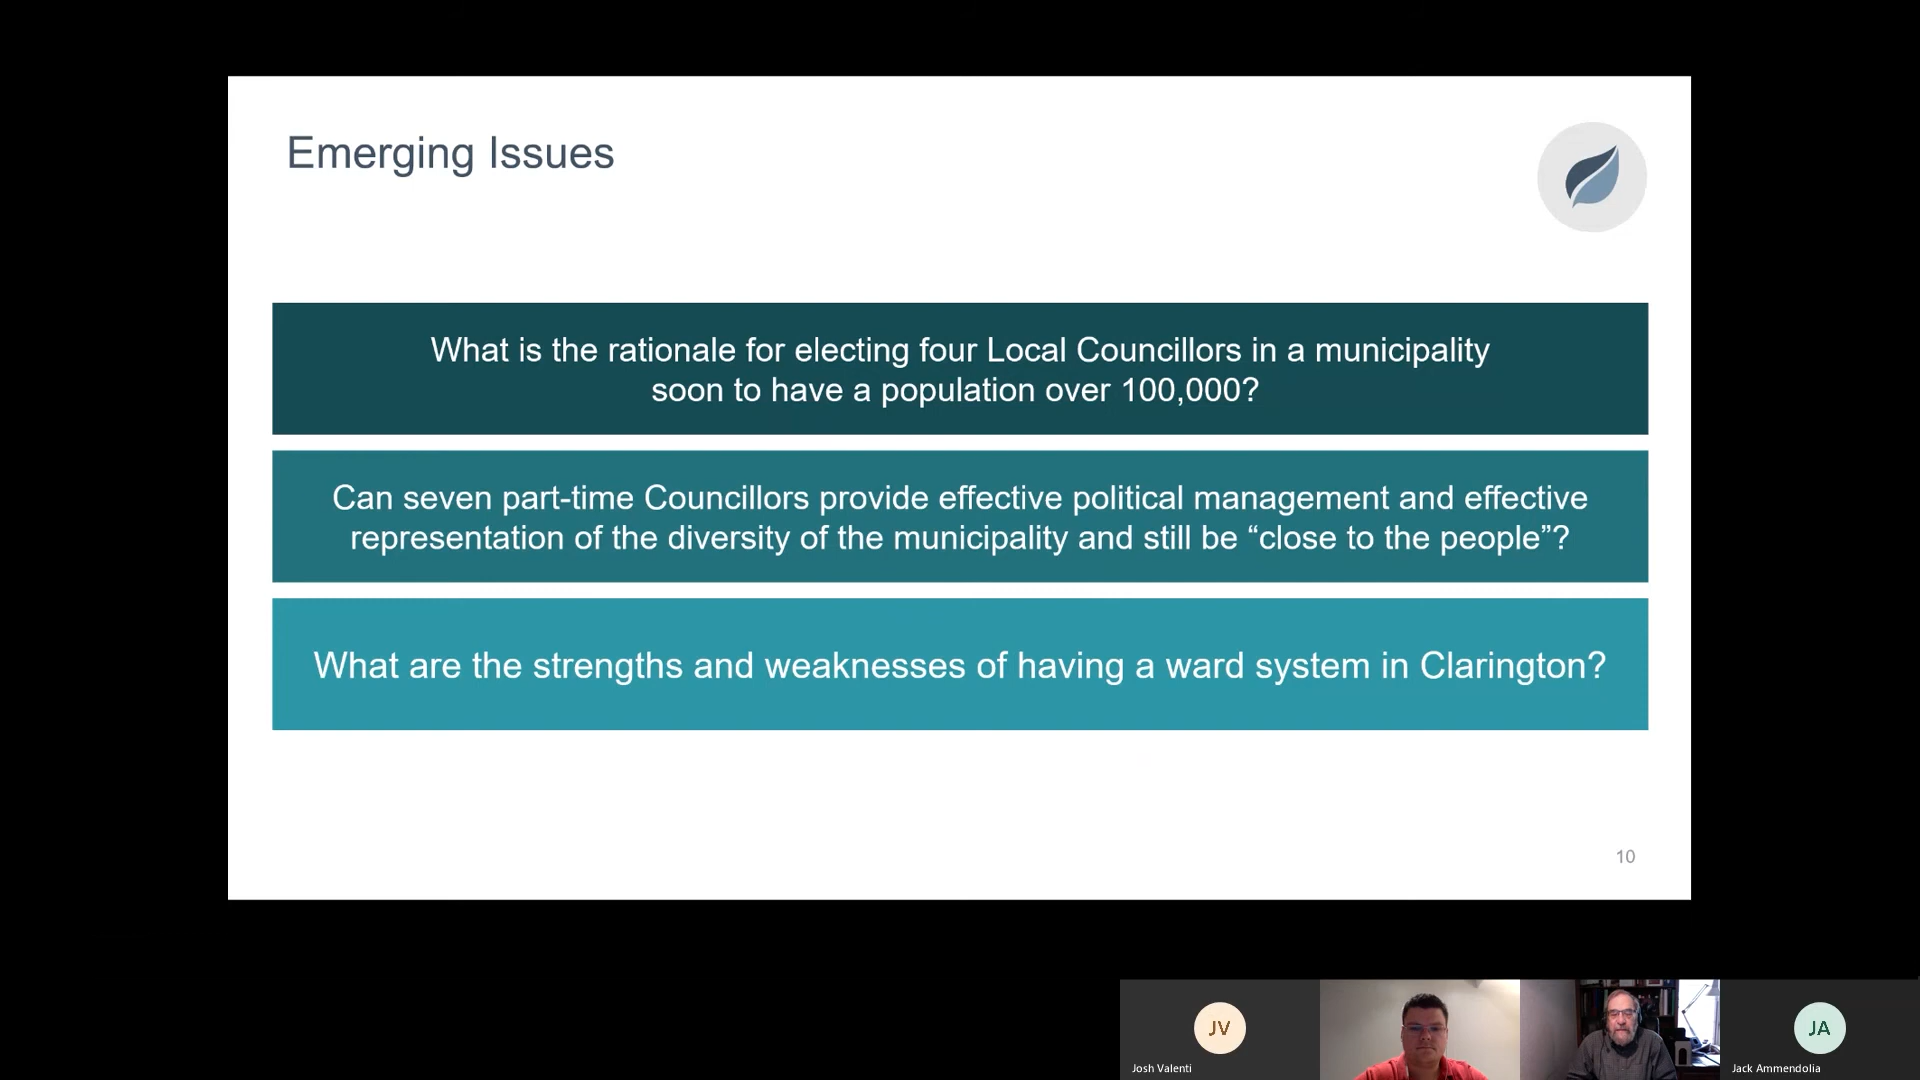 Emerging Issues
What is the rationale for electing four Local Councillors in a municipality
soon to have a population over 100,000?
Can seven part-time Councillors provide effective political management and effective
representation of the diversity of the municipality and still be “close to the people”?
What are the strengths and weaknesses of having a ward system in Clarington?
10
JV
JA
Josh Valenti
Jack Ammendolia